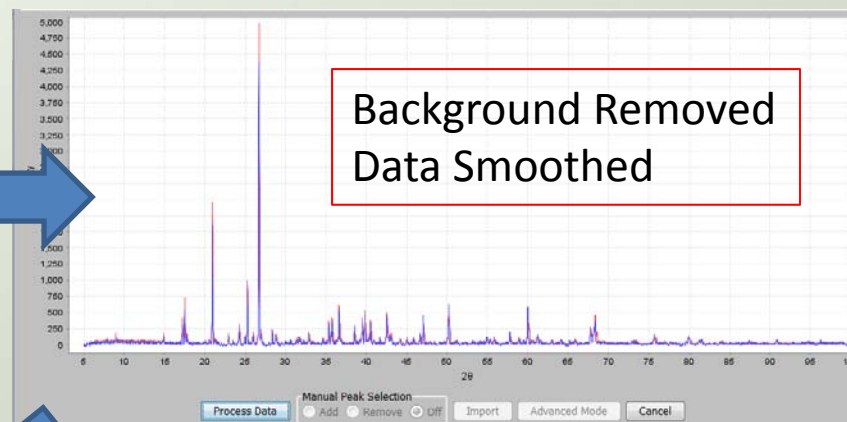 5,000
4,750
4,500
4,250
4,000
3,750
3,500
3,250
1,500
1,250
1,000
750
500
250
0
Background Removed
Data Smoothed
5 10 15 20 25 30 35 40 45 50 55 60 65 70 75 80 85 90 95
2θ
Manual Peak Selection
Process Data Add Remove Off Import Advanced Mode Cancel